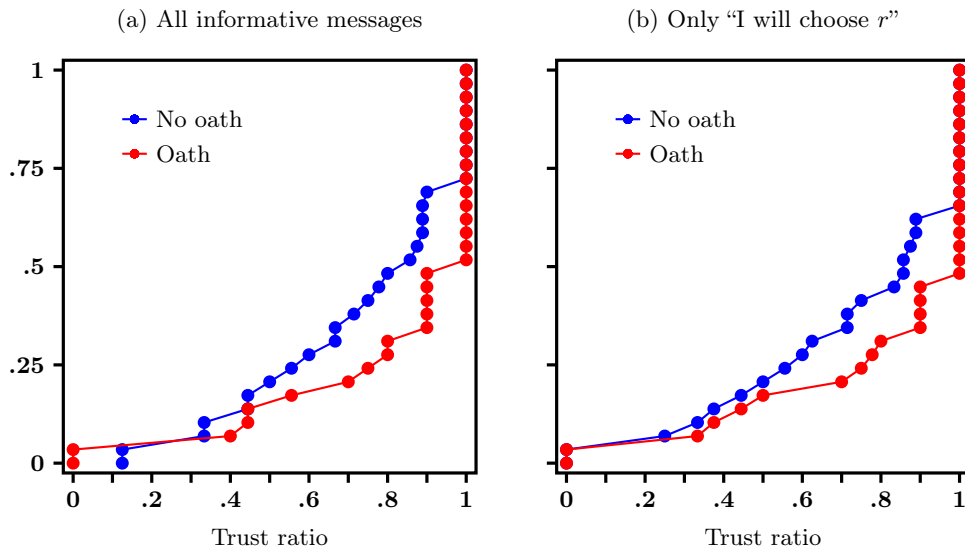 (a) All informative messages
1
.75
.5
.25
0
No oath
Oath
0 .2 .4 .6 .8 1
Trust ratio
(b) Only “I will choose r”
No oath
Oath
0 .2 .4 .6 .8 1
Trust ratio